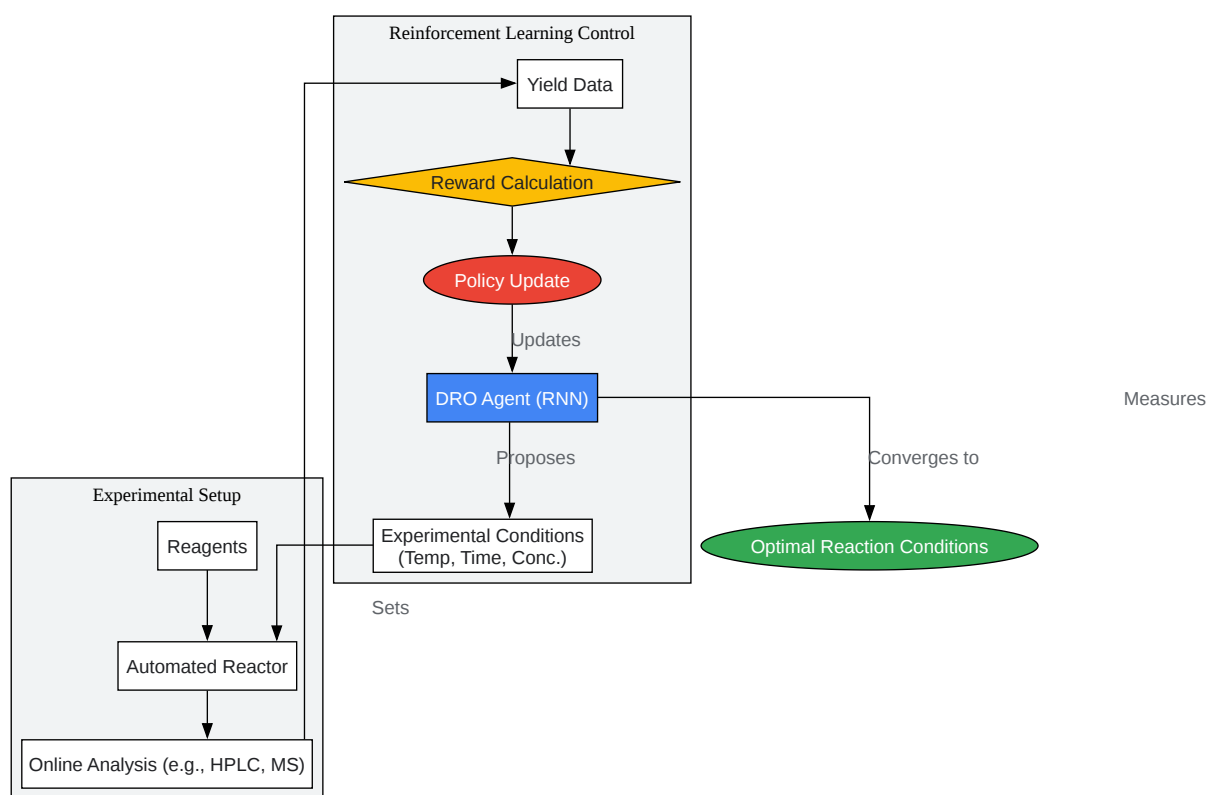 Reinforcement Learning Control
Yield Data
Reward Calculation
Policy Update
Updates
DRO Agent (RNN)
Measures
Proposes
Converges to
Experimental Setup
Reagents
Experimental Conditions
(Temp, Time, Conc.)
Optimal Reaction Conditions
Sets
Automated Reactor
Online Analysis (e.g., HPLC, MS)